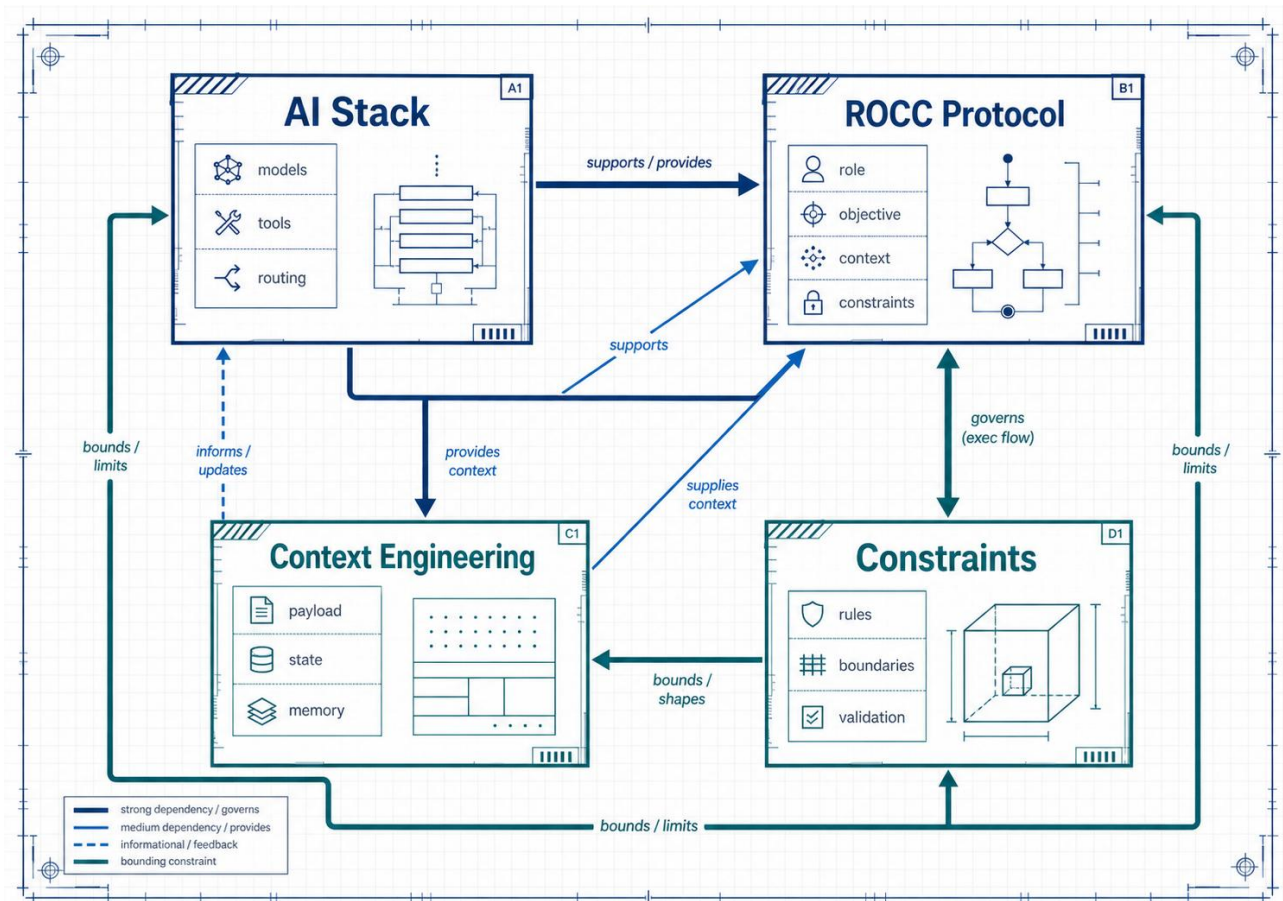 A1
AI Stack
models
tools
routing
supports / provides
B1
ROCC Protocol
role
objective
context
constraints
supports
bounds /
limits
informs /
updates
provides
context
supplies
context
governs
(exec flow)
bounds /
limits
C1
Context Engineering
payload
state
memory
bounds /
shapes
D1
Constraints
rules
boundaries
validation
bounds / limits
strong dependency / governs
medium dependency / provides
informational / feedback
bounding constraint